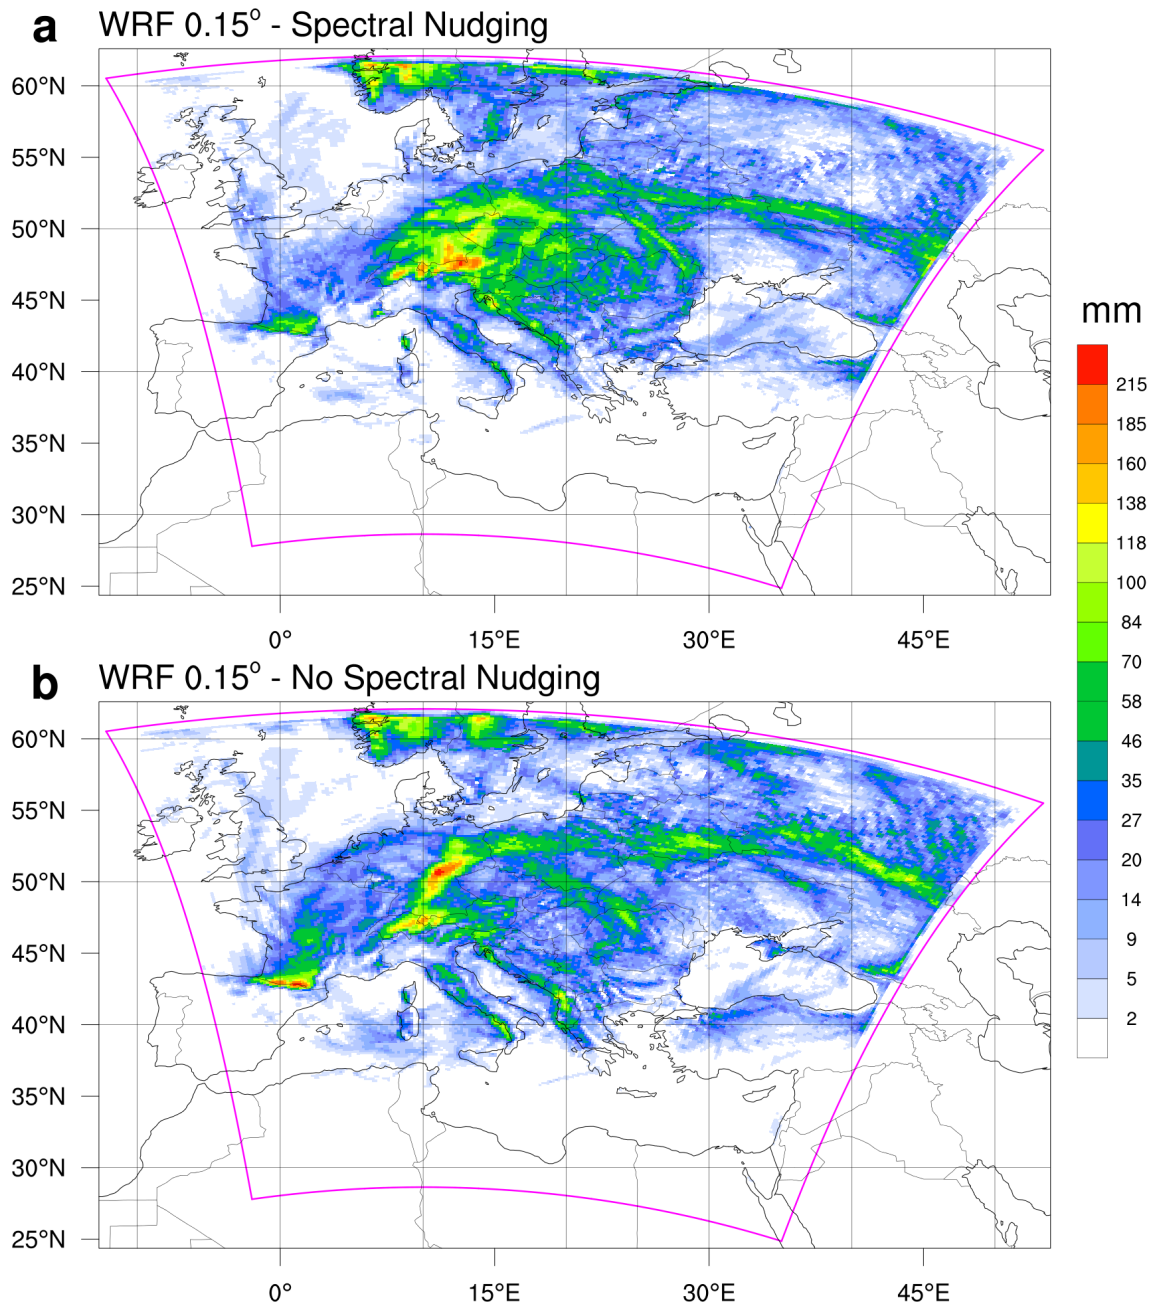 a WRF 0.15° - Spectral Nudging
60°N
55°N
50°N
45°N
40°N
35°N
30°N
25°N
0° 15°E 30°E 45°E
mm
215
185
160
138
118
100
84
70
58
46
35
27
20
14
9
5
2
b WRF 0.15° - No Spectral Nudging
60°N
55°N
50°N
45°N
40°N
35°N
30°N
25°N
0° 15°E 30°E 45°E